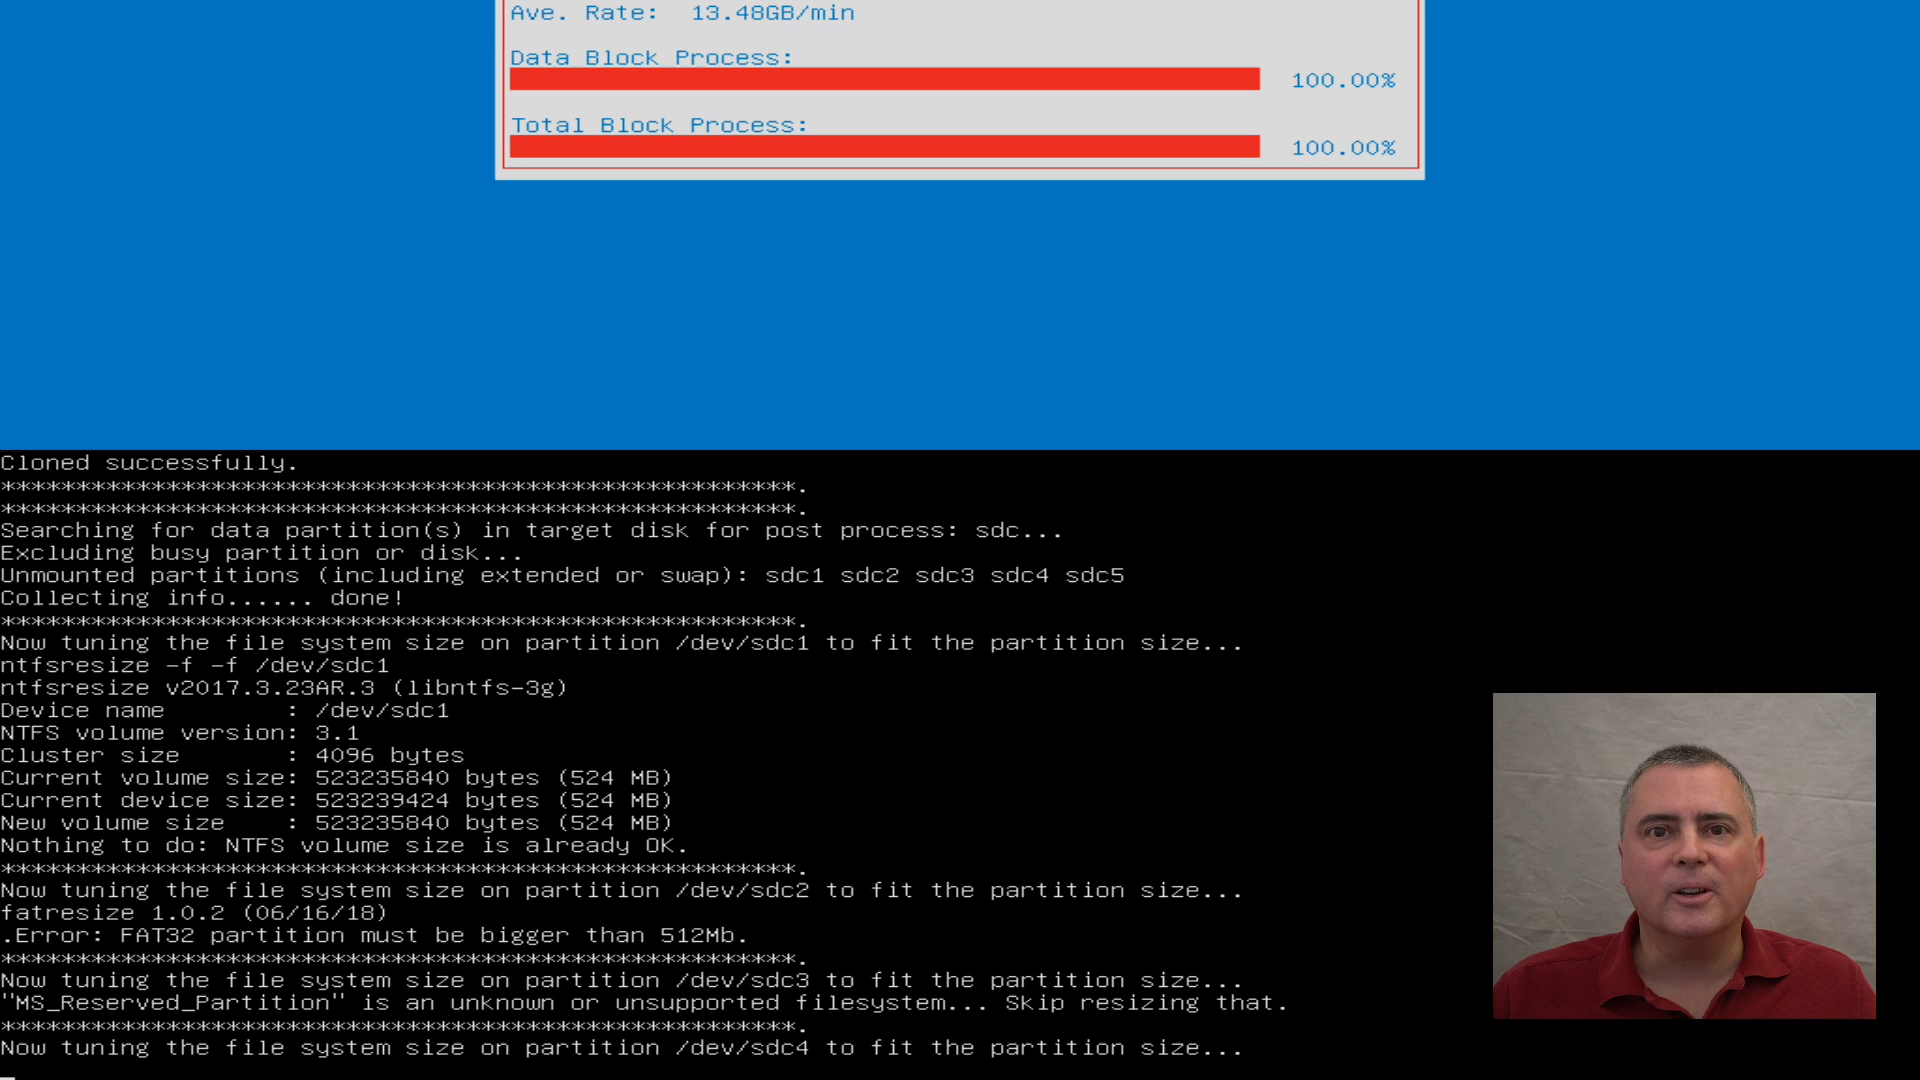 Ave. Rate:  13.48GB/min
Data Block Process:
100.00%
Total Block Process:
100.00%
Cloned successfully.
*****************************************************.
*****************************************************.
Searching for data partition(s) in target disk for post process: sdc...
Excluding busy partition or disk...
Unmounted partitions (including extended or swap): sdc1 sdc2 sdc3 sdc4 sdc5
Collecting info...... done!
*****************************************************.
Now tuning the file system size on partition /dev/sdc1 to fit the partition size...
ntfsresize -f -f /dev/sdc1
ntfsresize v2017.3.23AR.3 (libntfs-3g)
Device name        : /dev/sdc1
NTFS volume version: 3.1
Cluster size       : 4096 bytes
Current volume size: 523235840 bytes (524 MB)
Current device size: 523239424 bytes (524 MB)
New volume size    : 523235840 bytes (524 MB)
Nothing to do: NTFS volume size is already OK.
*****************************************************.
Now tuning the file system size on partition /dev/sdc2 to fit the partition size...
fatresize 1.0.2 (06/16/18)
.Error: FAT32 partition must be bigger than 512Mb.
*****************************************************.
Now tuning the file system size on partition /dev/sdc3 to fit the partition size...
"MS_Reserved_Partition" is an unknown or unsupported filesystem... Skip resizing that.
*****************************************************.
Now tuning the file system size on partition /dev/sdc4 to fit the partition size...